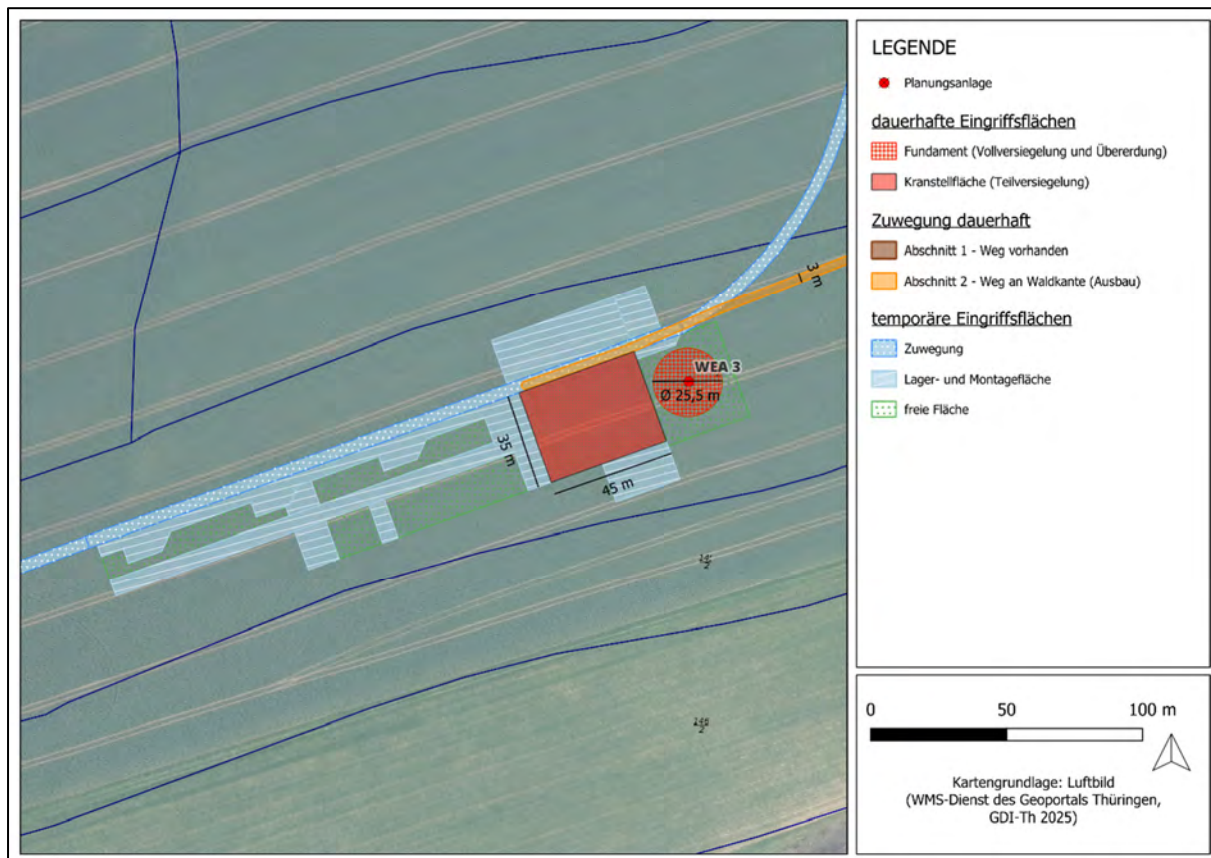 3 m
WEA 3
Ø 25,5 m
35 m
45 m
LEGENDE
Planungsanlage
dauerhafte Eingriffsflächen
Fundament (Vollversiegelung und Übererdung)
Kranstellfläche (Teilversiegelung)
Zuwegung dauerhaft
Abschnitt 1 - Weg vorhanden
Abschnitt 2 - Weg an Waldkante (Ausbau)
temporäre Eingriffsflächen
Zuwegung
Lager- und Montagefläche
freie Fläche
0 50 100 m
Kartengrundlage: Luftbild
(WMS-Dienst des Geoportals Thüringen,
GDI-Th 2025)